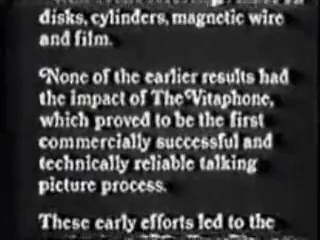 disks, cylinders, magnetic wire
and film.
None of the earlier results had
the impact of The Vitaphone,
which proved to be the first
commercially successful and
technically reliable talking
picture process.
These early efforts led to the